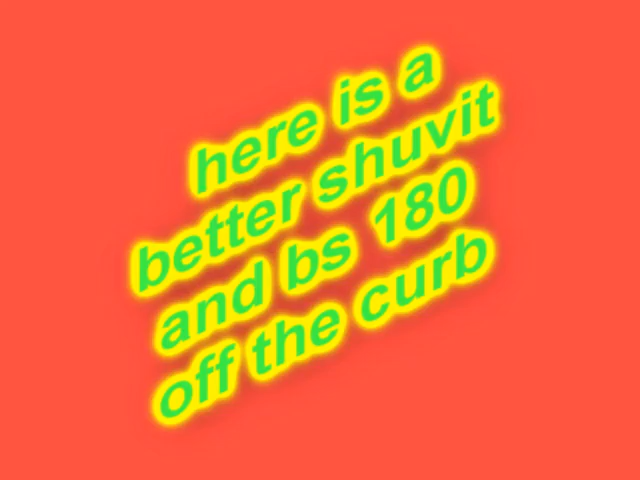 here is a
better shuvit
and bs 180
off the curb